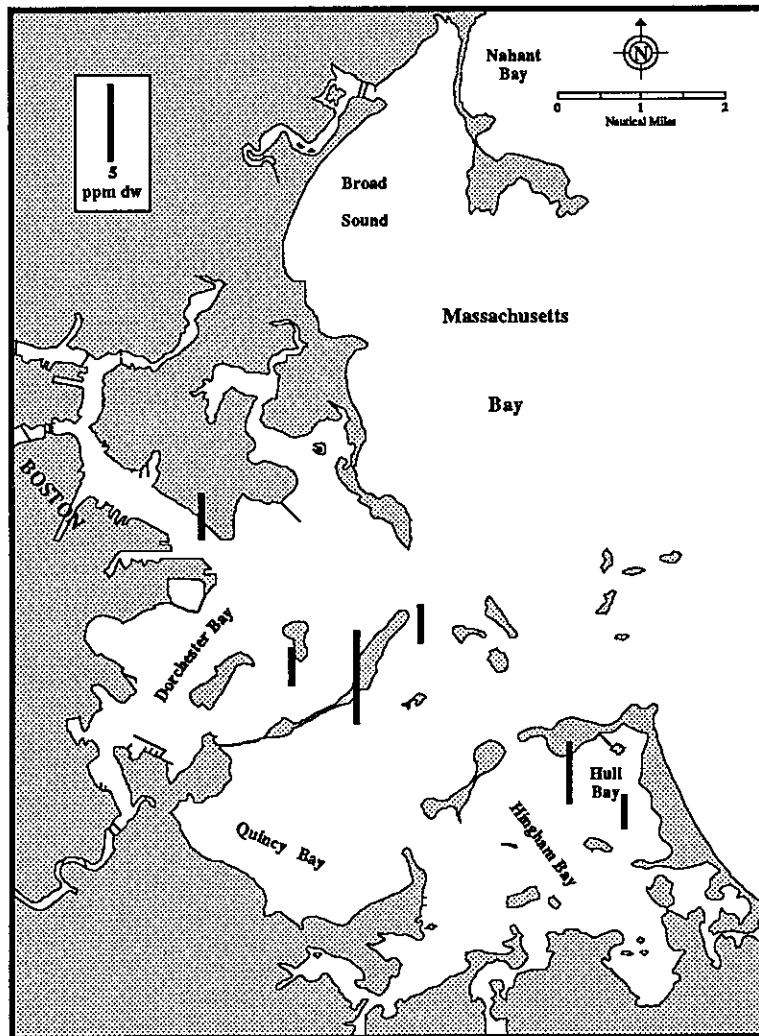 Nahant
Bay
N
0 1 2
Nautical Miles
5
ppm dw
Broad
Sound
Massachusetts
Bay
BOSTON
Dorchester Bay
Hull
Bay
Hingham Bay
Quincy Bay